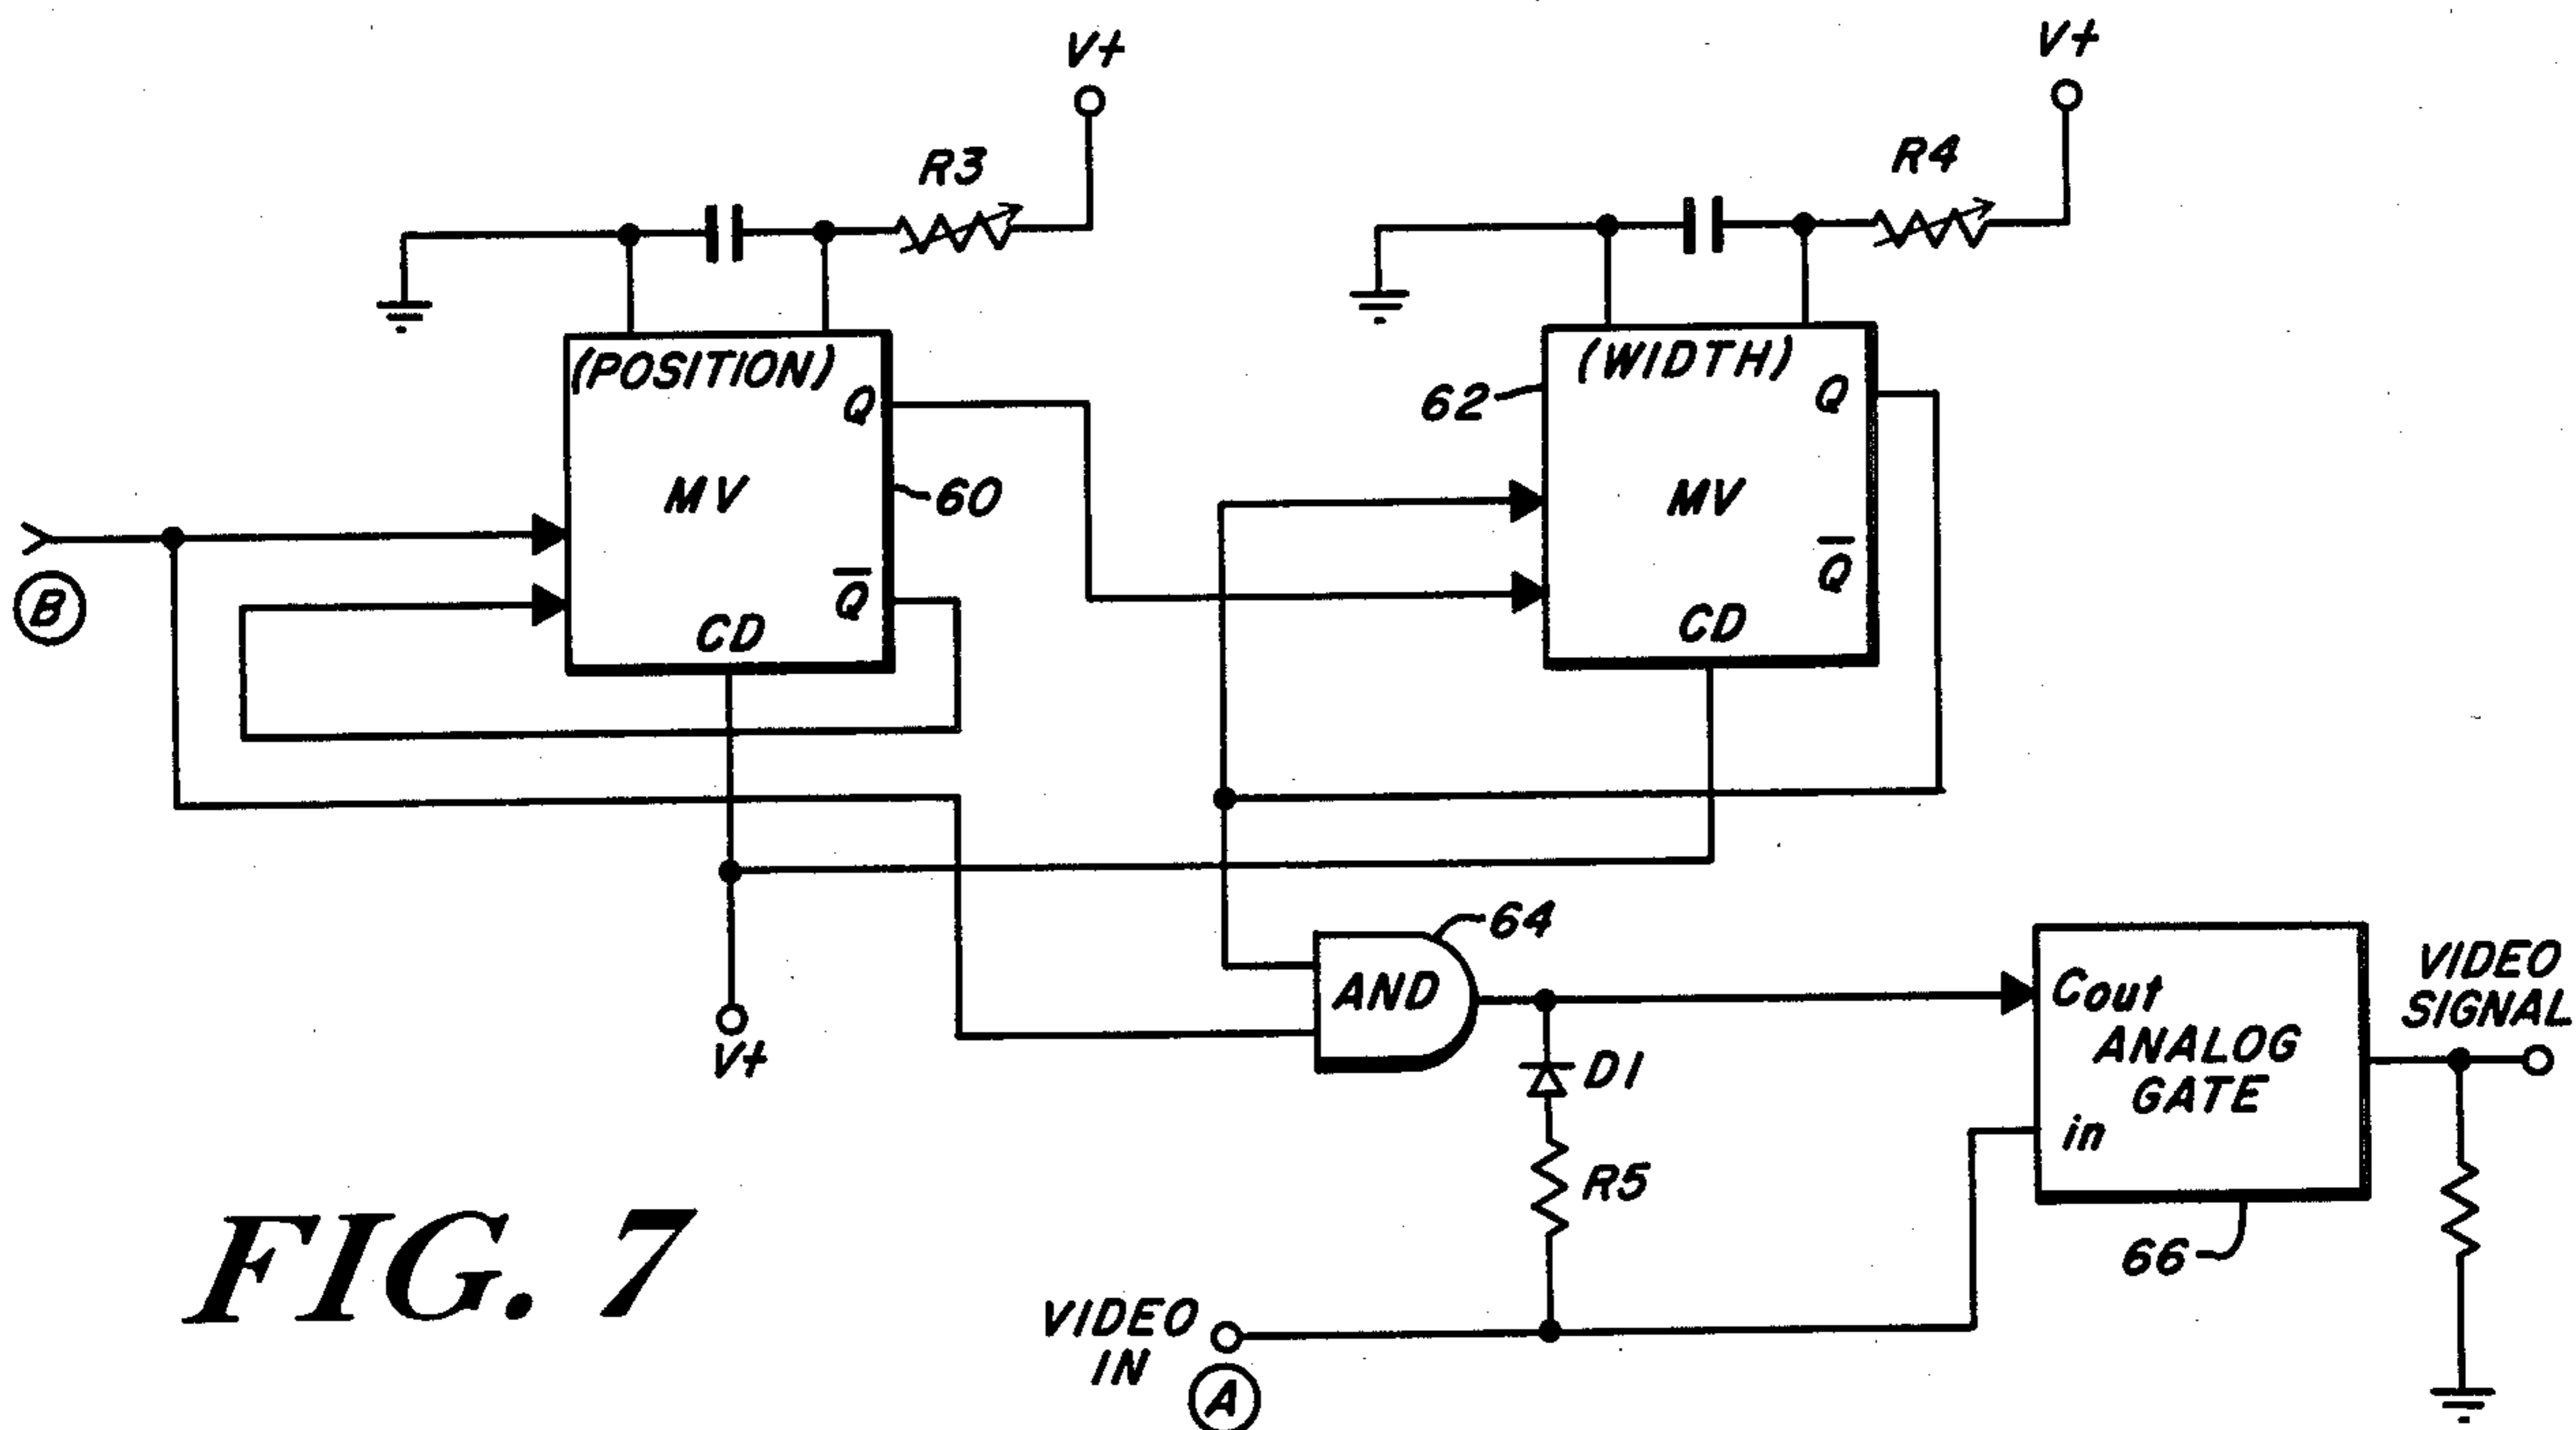 V+
V+
R3
R4
(POSITION)
Q
MV
60
Q̅
CD
B
(WIDTH)
62
Q
MV
Q̅
CD
V+
64
AND
D1
R5
Cout
ANALOG
GATE
in
66
VIDEO
SIGNAL
VIDEO
IN
A
FIG. 7